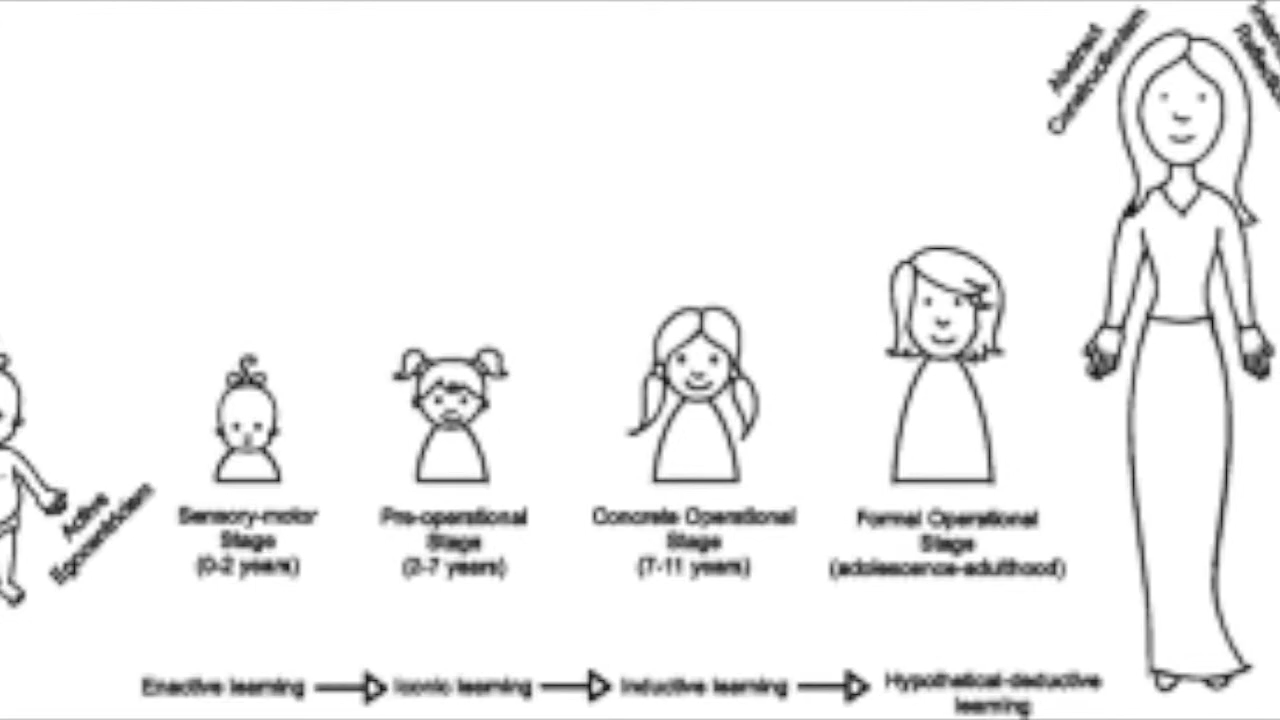 Abstract
Constructionism
Active
Egocentricism
Sensory-motor
Stage
(0-2 years)
Pre-operational
Stage
(2-7 years)
Concrete Operational
Stage
(7-11 years)
Formal Operational
Stage
(adolescence-adulthood)
Enactive learning
Iconic learning
Inductive learning
Hypothetical-deductive
learning